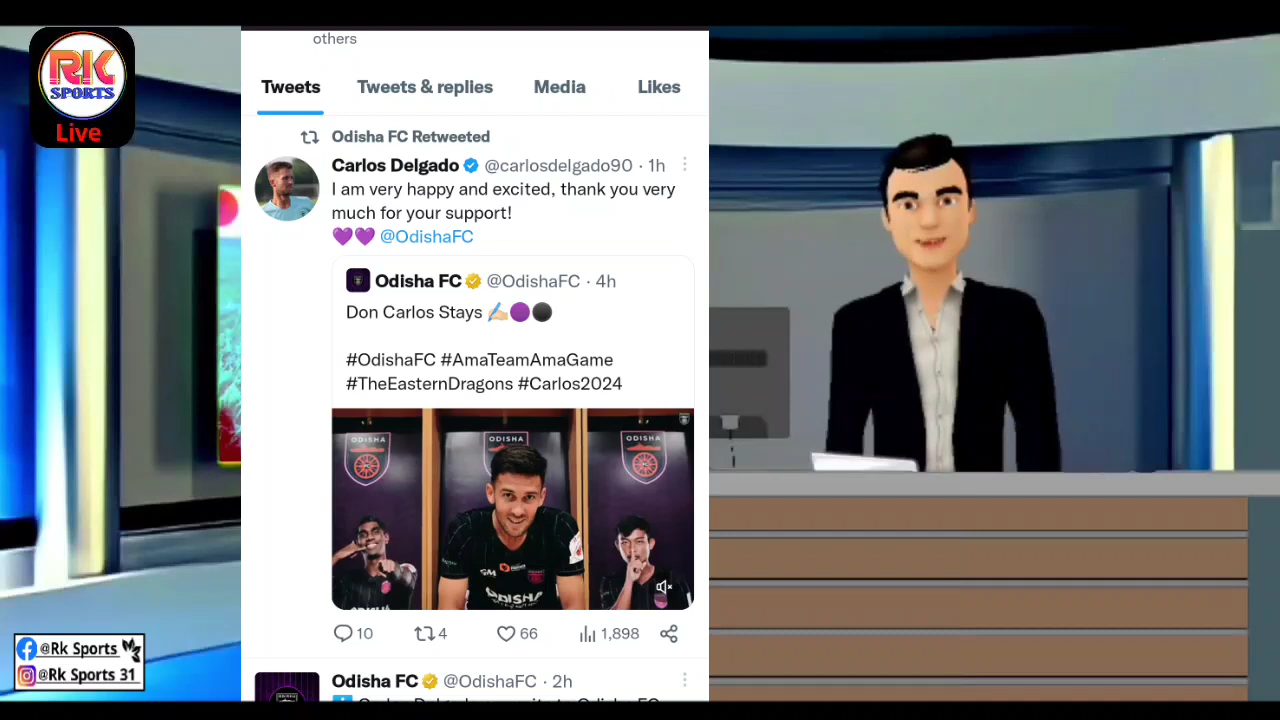 RK
SPORTS
Live
others
Tweets Tweets & replies Media Likes
Odisha FC Retweeted
Carlos Delgado @carlosdelgado90 · 1h
I am very happy and excited, thank you very
much for your support!
💜💜 @OdishaFC
Odisha FC @OdishaFC · 4h
Don Carlos Stays ✍🏻🟣⚫
#OdishaFC #AmaTeamAmaGame
#TheEasternDragons #Carlos2024
ODISHA
ODISHA
ODISHA
SM
ODISHA
ODISHA
10 4 66 1,898
Odisha FC @OdishaFC · 2h
@Rk Sports
@Rk Sports 31